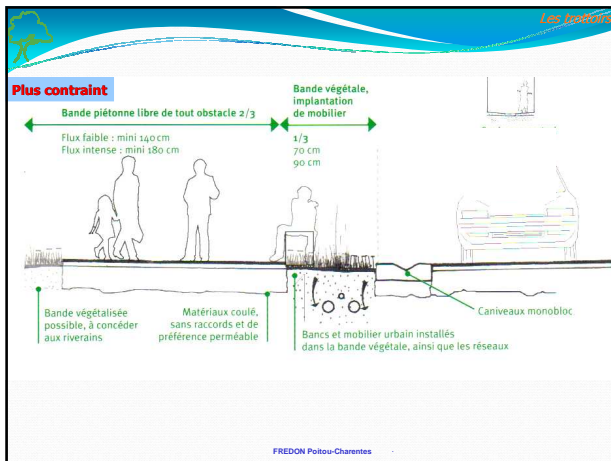 Les trottoirs
Plus contraint
Bande piétonne libre de tout obstacle 2/3
Flux faible : mini 140 cm
Flux intense : mini 180 cm
Bande végétale,
implantation
de mobilier
1/3
70 cm
90 cm
Bande végétalisée
possible, à concéder
aux riverains
Matériaux coulé,
sans raccords et de
préférence perméable
Bancs et mobilier urbain installés
dans la bande végétale, ainsi que les réseaux
Caniveaux monobloc
FREDON Poitou-Charentes